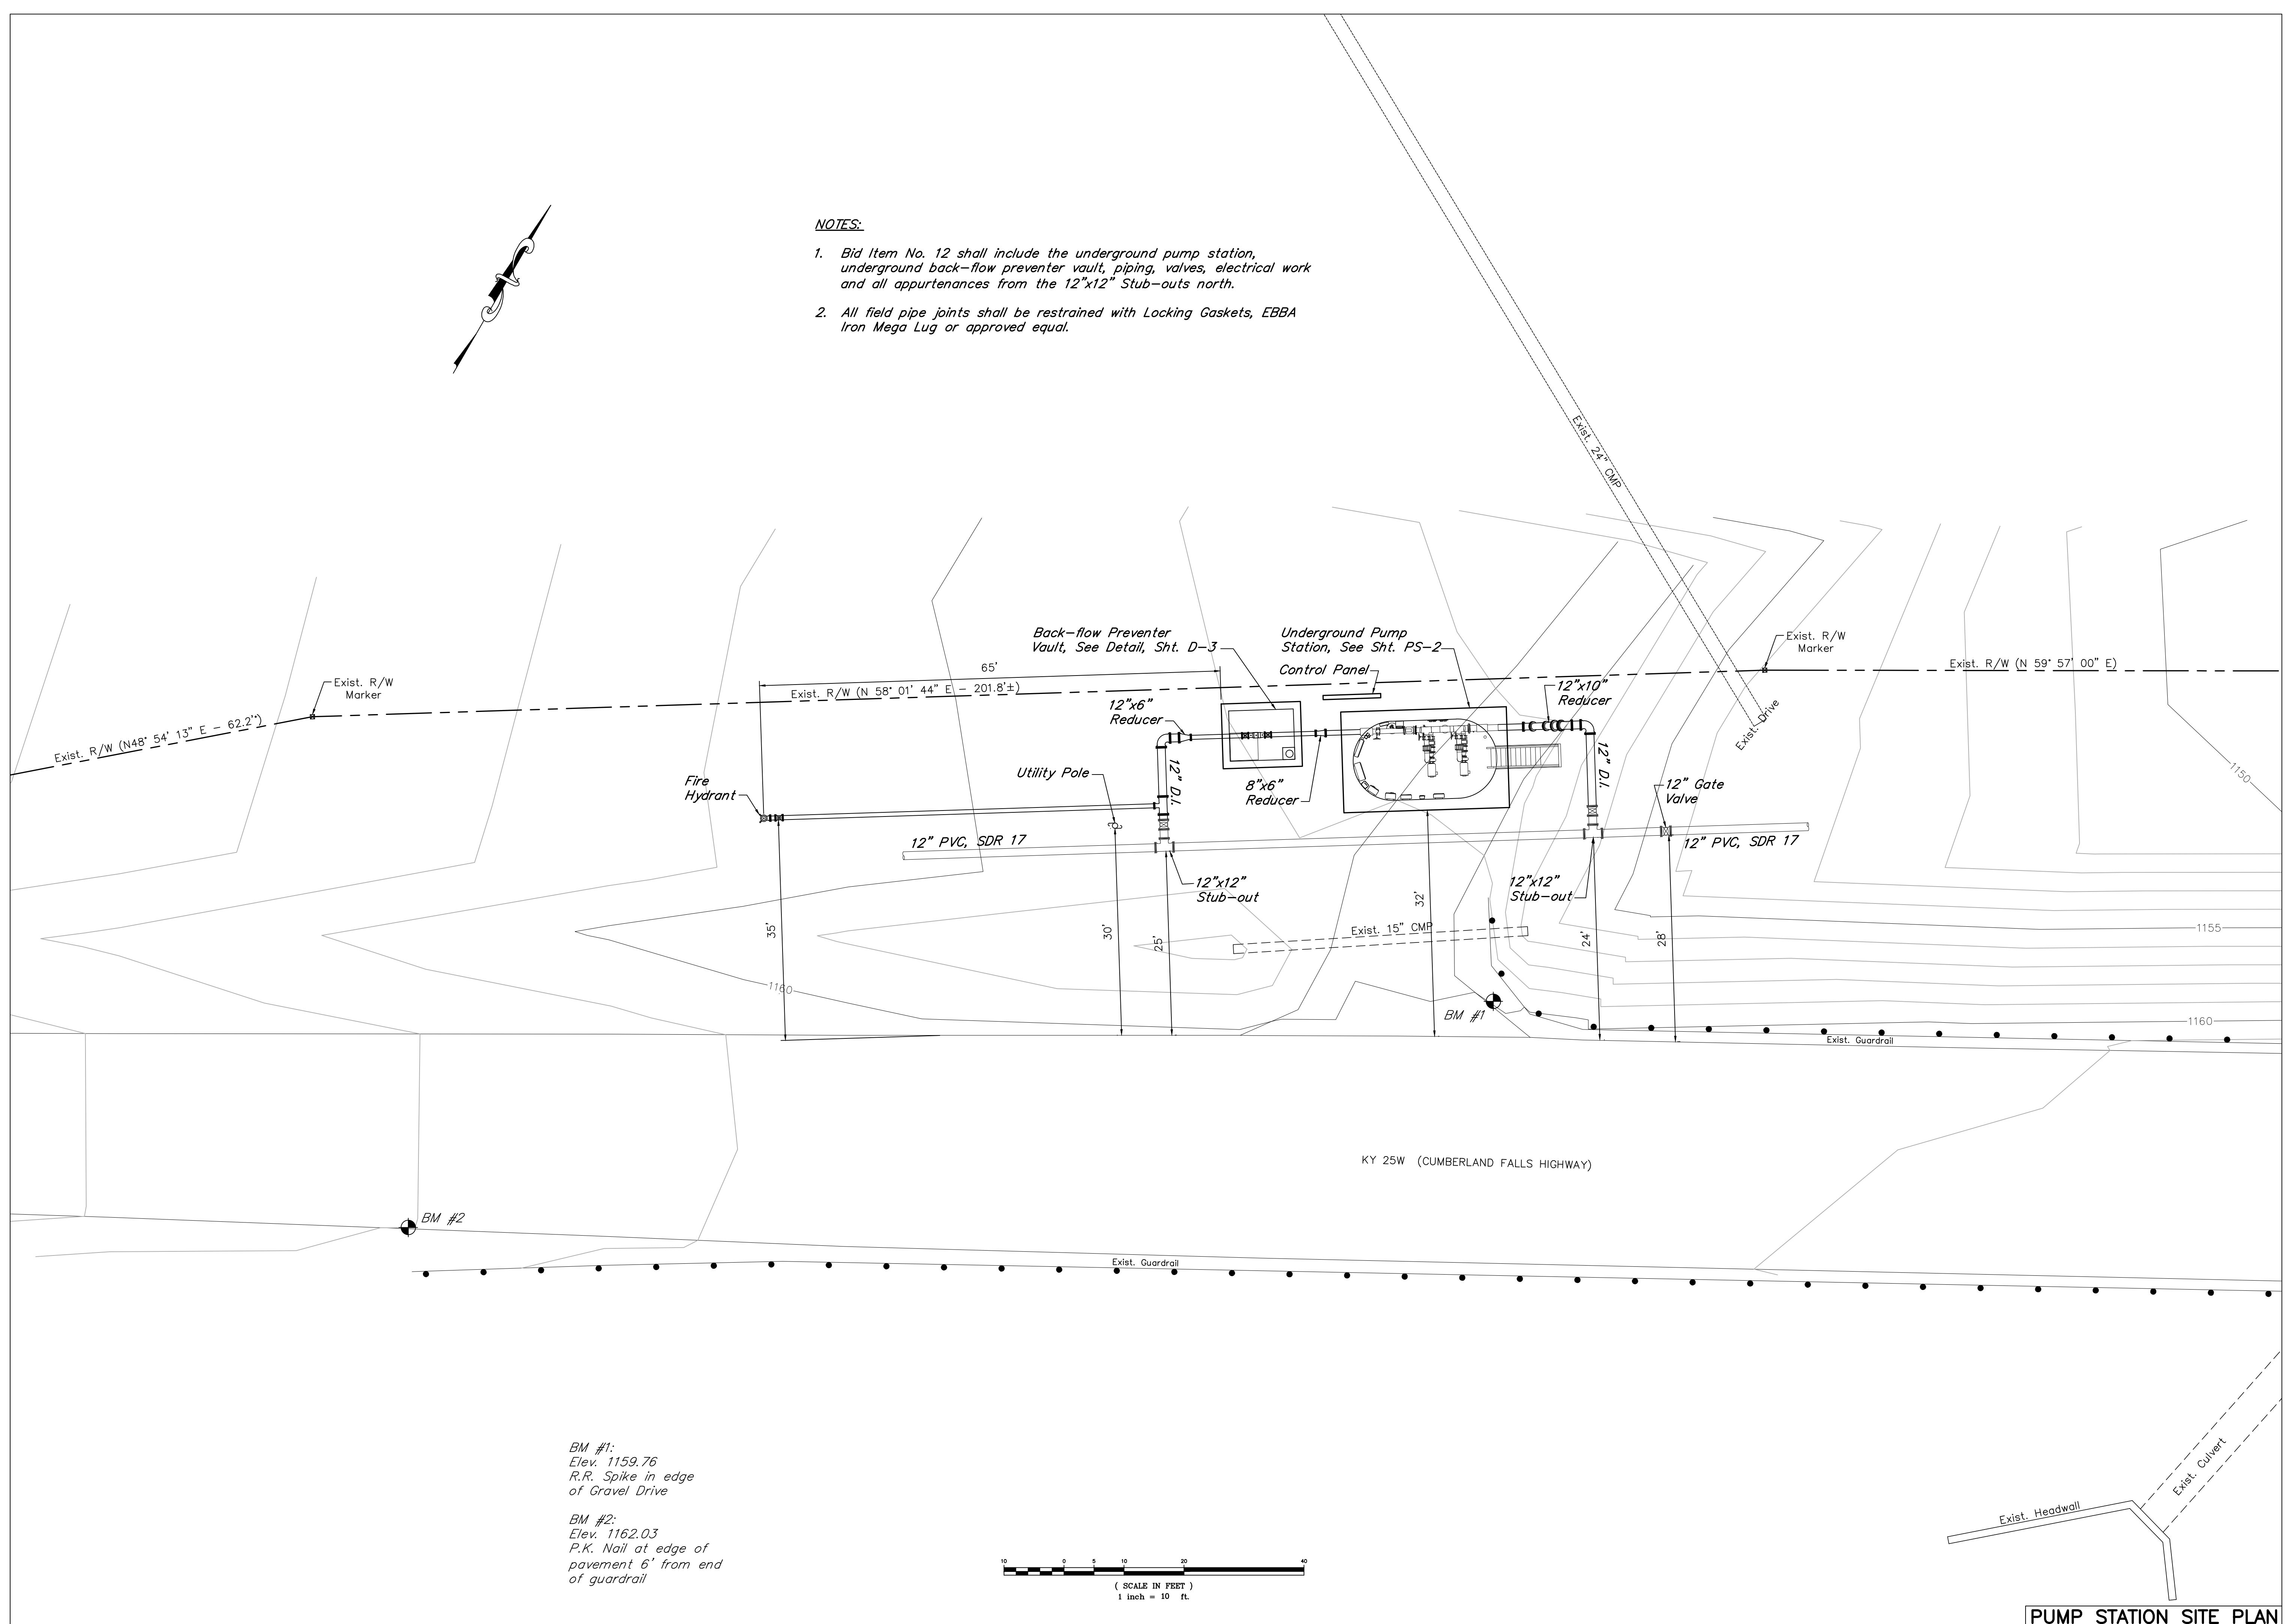 NOTES:
1. Bid Item No. 12 shall include the underground pump station,
underground back-flow preventer vault, piping, valves, electrical work
and all appurtenances from the 12"x12" Stub-outs north.
2. All field pipe joints shall be restrained with Locking Gaskets, EBBA
Iron Mega Lug or approved equal.
Exist. 24" CMP
Back-flow Preventer
Vault, See Detail, Sht. D-3
Underground Pump
Station, See Sht. PS-2
Control Panel
Exist. R/W
Marker
Exist. R/W (N 59° 57' 00" E)
65'
Exist. R/W
Marker
Exist. R/W (N 58° 01' 44" E - 201.8'±)
Exist. R/W (N48° 54' 13" E - 62.2'")
12"x6"
Reducer
12"x10"
Reducer
Exist. Drive
Utility Pole
12" D.I.
12" D.I.
Fire
Hydrant
8"x6"
Reducer
12" Gate
Valve
1150
12" PVC, SDR 17
12" PVC, SDR 17
12"x12"
Stub-out
12"x12"
Stub-out
35'
30'
25'
32'
24'
28'
Exist. 15" CMP
1155
1160
BM #1
1160
Exist. Guardrail
KY 25W (CUMBERLAND FALLS HIGHWAY)
BM #2
Exist. Guardrail
BM #1:
Elev. 1159.76
R.R. Spike in edge
of Gravel Drive
BM #2:
Elev. 1162.03
P.K. Nail at edge of
pavement 6' from end
of guardrail
10 0 5 10 20 40
( SCALE IN FEET )
1 inch = 10 ft.
Exist. Culvert
Exist. Headwall
PUMP STATION SITE PLAN